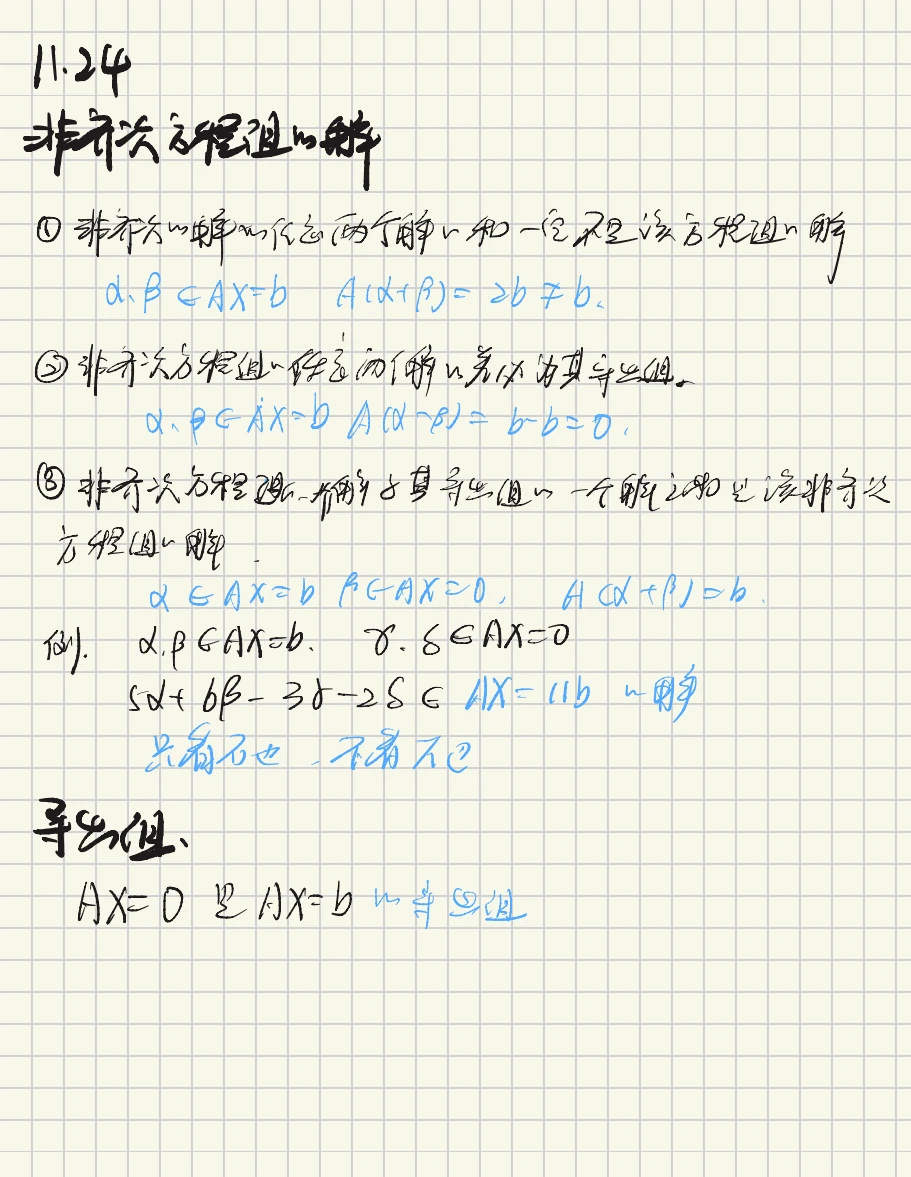 11.24
非齐次方程组的解
① 非齐次的解的任意两个解的和一定不是该方程组的解
α、β ∈ AX=b A(α+β)= 2b ≠ b.
② 非齐次方程组的任意两个解的差必为其导出组。
α、β ∈ AX=b A(α-β)= b-b=0.
③ 非齐次方程组的一个解与其导出组的一个解之和是该非齐次
方程组的解.
α ∈ AX=b β∈AX=0, A(α+β)=b.
例. α,β ∈ AX=b. γ.δ ∈ AX=0
5α+6β-3γ-2δ ∈ AX=11b 的解
只看不
导出组、
AX=0 是 AX=b 的导出组